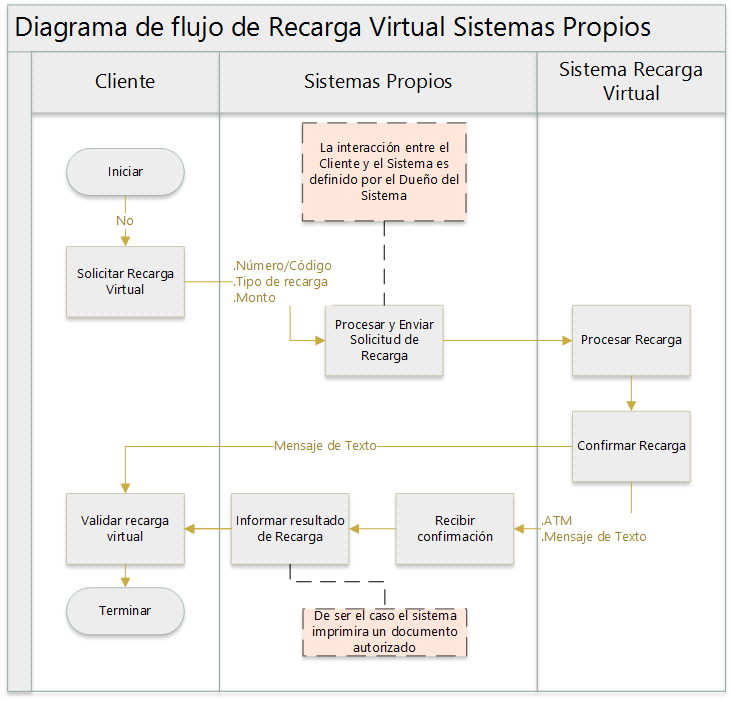 Diagrama de flujo de Recarga Virtual Sistemas Propios
Cliente
Sistemas Propios
Sistema Recarga
Virtual
La interacción entre el
Cliente y el Sistema es
definido por el Dueño del
Sistema
Iniciar
No
Solicitar Recarga
Virtual
.Número/Código
.Tipo de recarga
.Monto
Procesar y Enviar
Solicitud de
Recarga
Procesar Recarga
Mensaje de Texto
Confirmar Recarga
Validar recarga
virtual
Informar resultado
de Recarga
Recibir
confirmación
.ATM
.Mensaje de Texto
Terminar
De ser el caso el sistema
imprimira un documento
autorizado